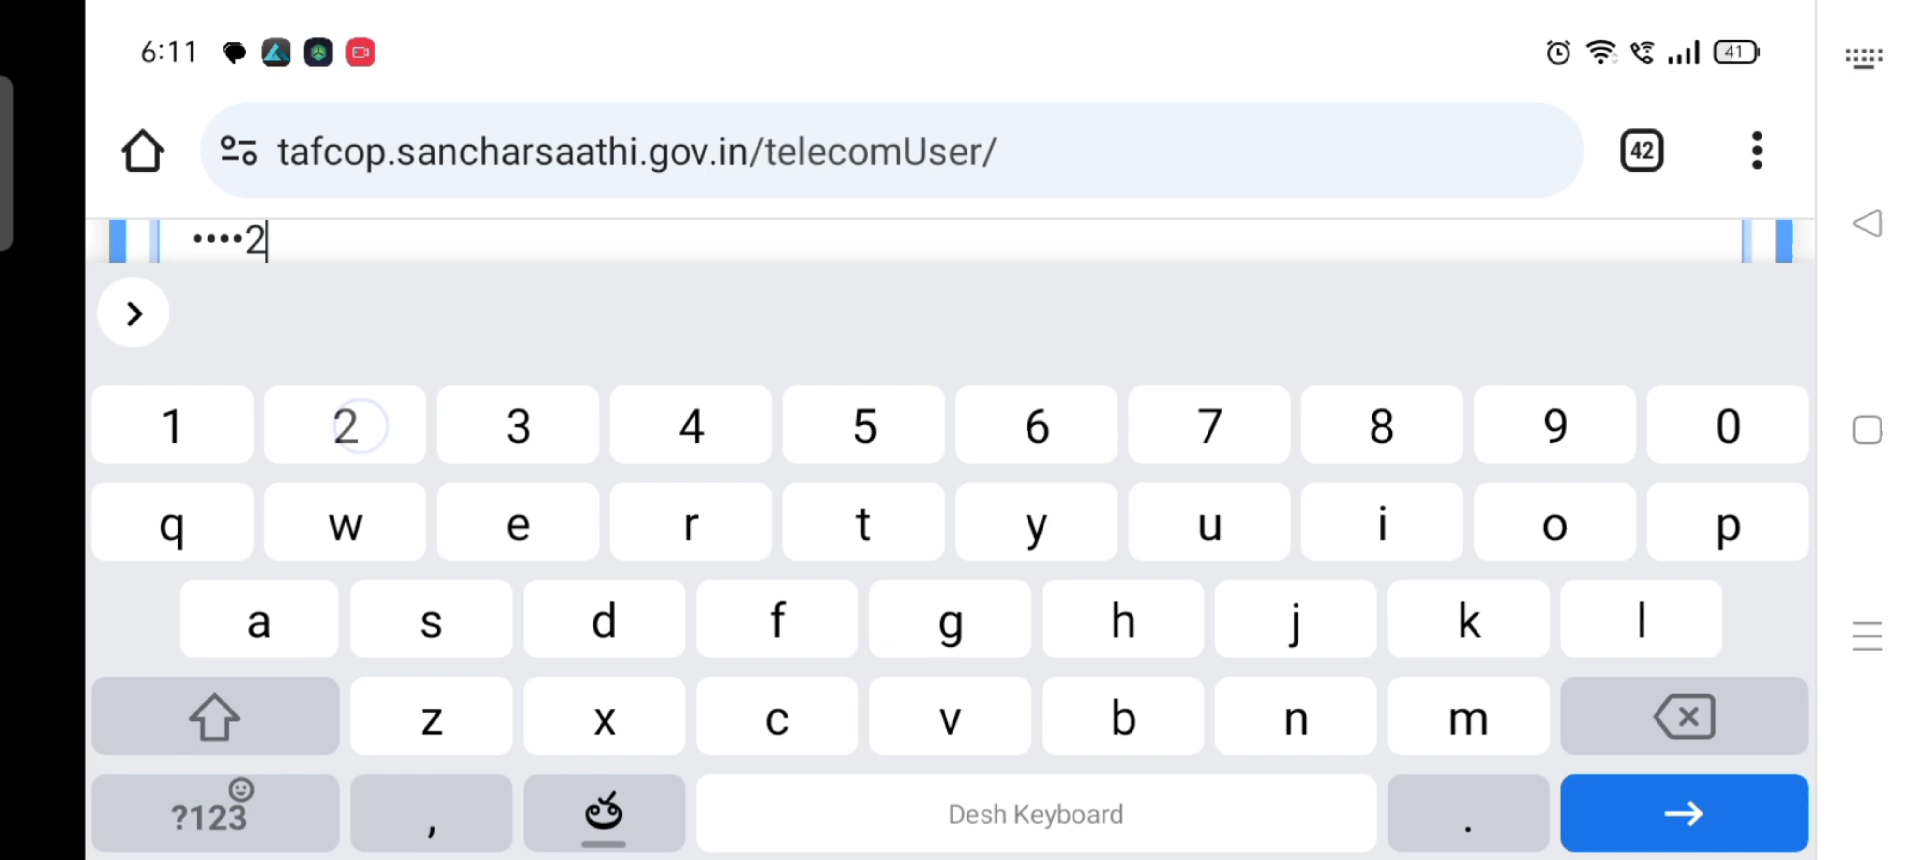 6:11 41
tafcop.sancharsaathi.gov.in/telecomUser/ 42
••••2
1 2 3 4 5 6 7 8 9 0
q w e r t y u i o p
a s d f g h j k l
z x c v b n m
?123 , Desh Keyboard .